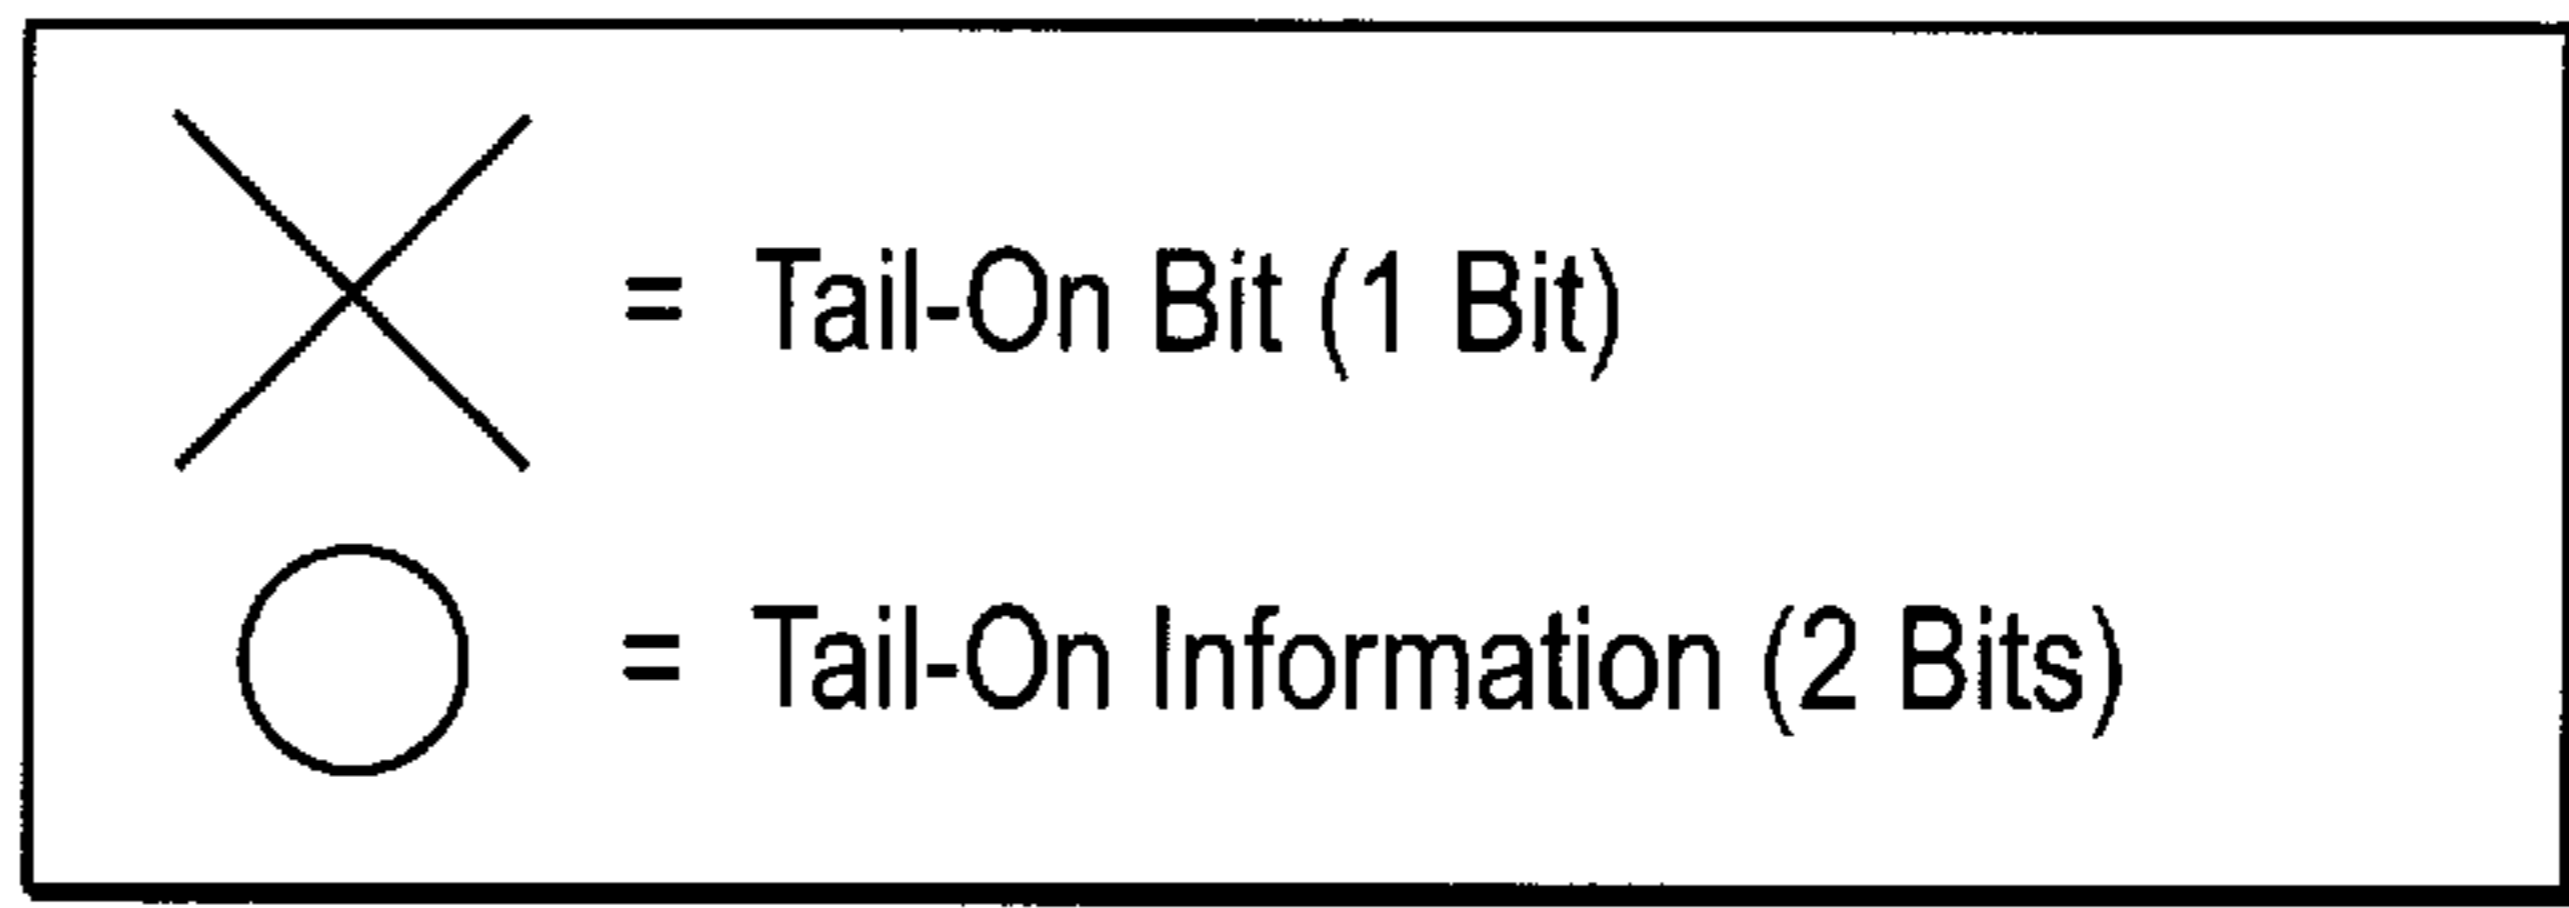 = Tail-On Bit (1 Bit)
= Tail-On Information (2 Bits)